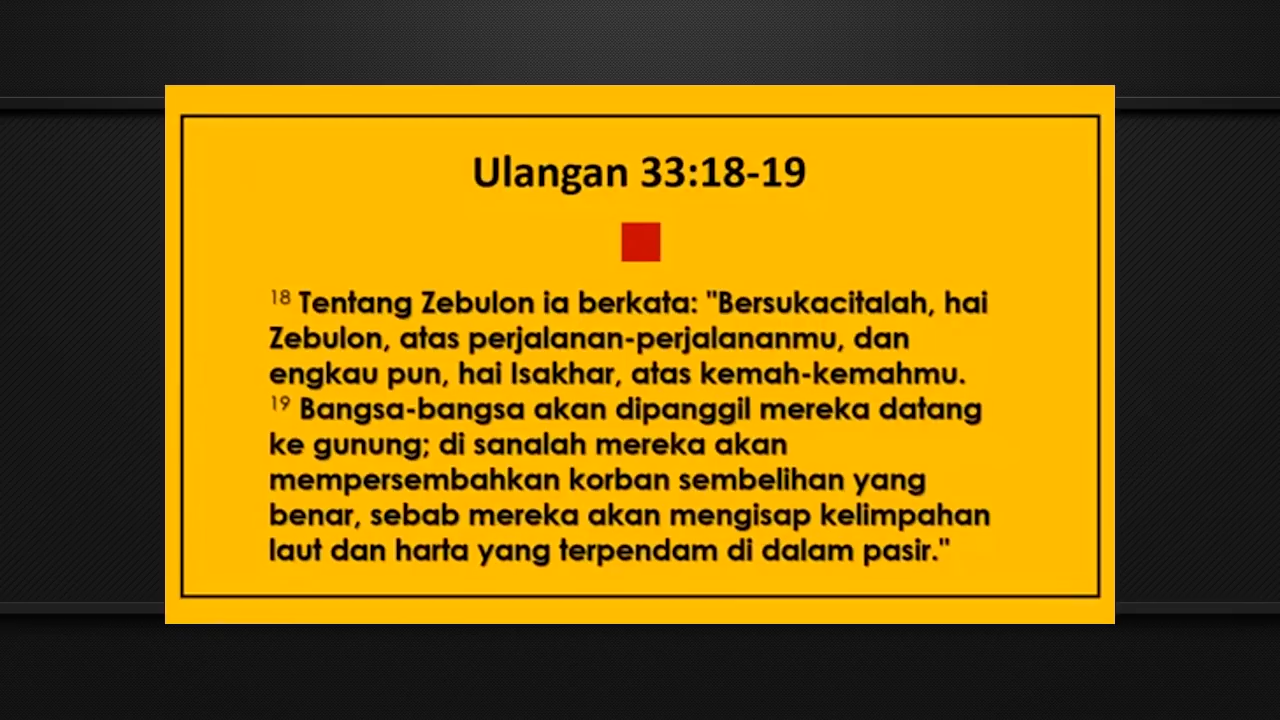 Ulangan 33:18-19
18 Tentang Zebulon ia berkata: "Bersukacitalah, hai
Zebulon, atas perjalanan-perjalananmu, dan
engkau pun, hai Isakhar, atas kemah-kemahmu.
19 Bangsa-bangsa akan dipanggil mereka datang
ke gunung; di sanalah mereka akan
mempersembahkan korban sembelihan yang
benar, sebab mereka akan mengisap kelimpahan
laut dan harta yang terpendam di dalam pasir."